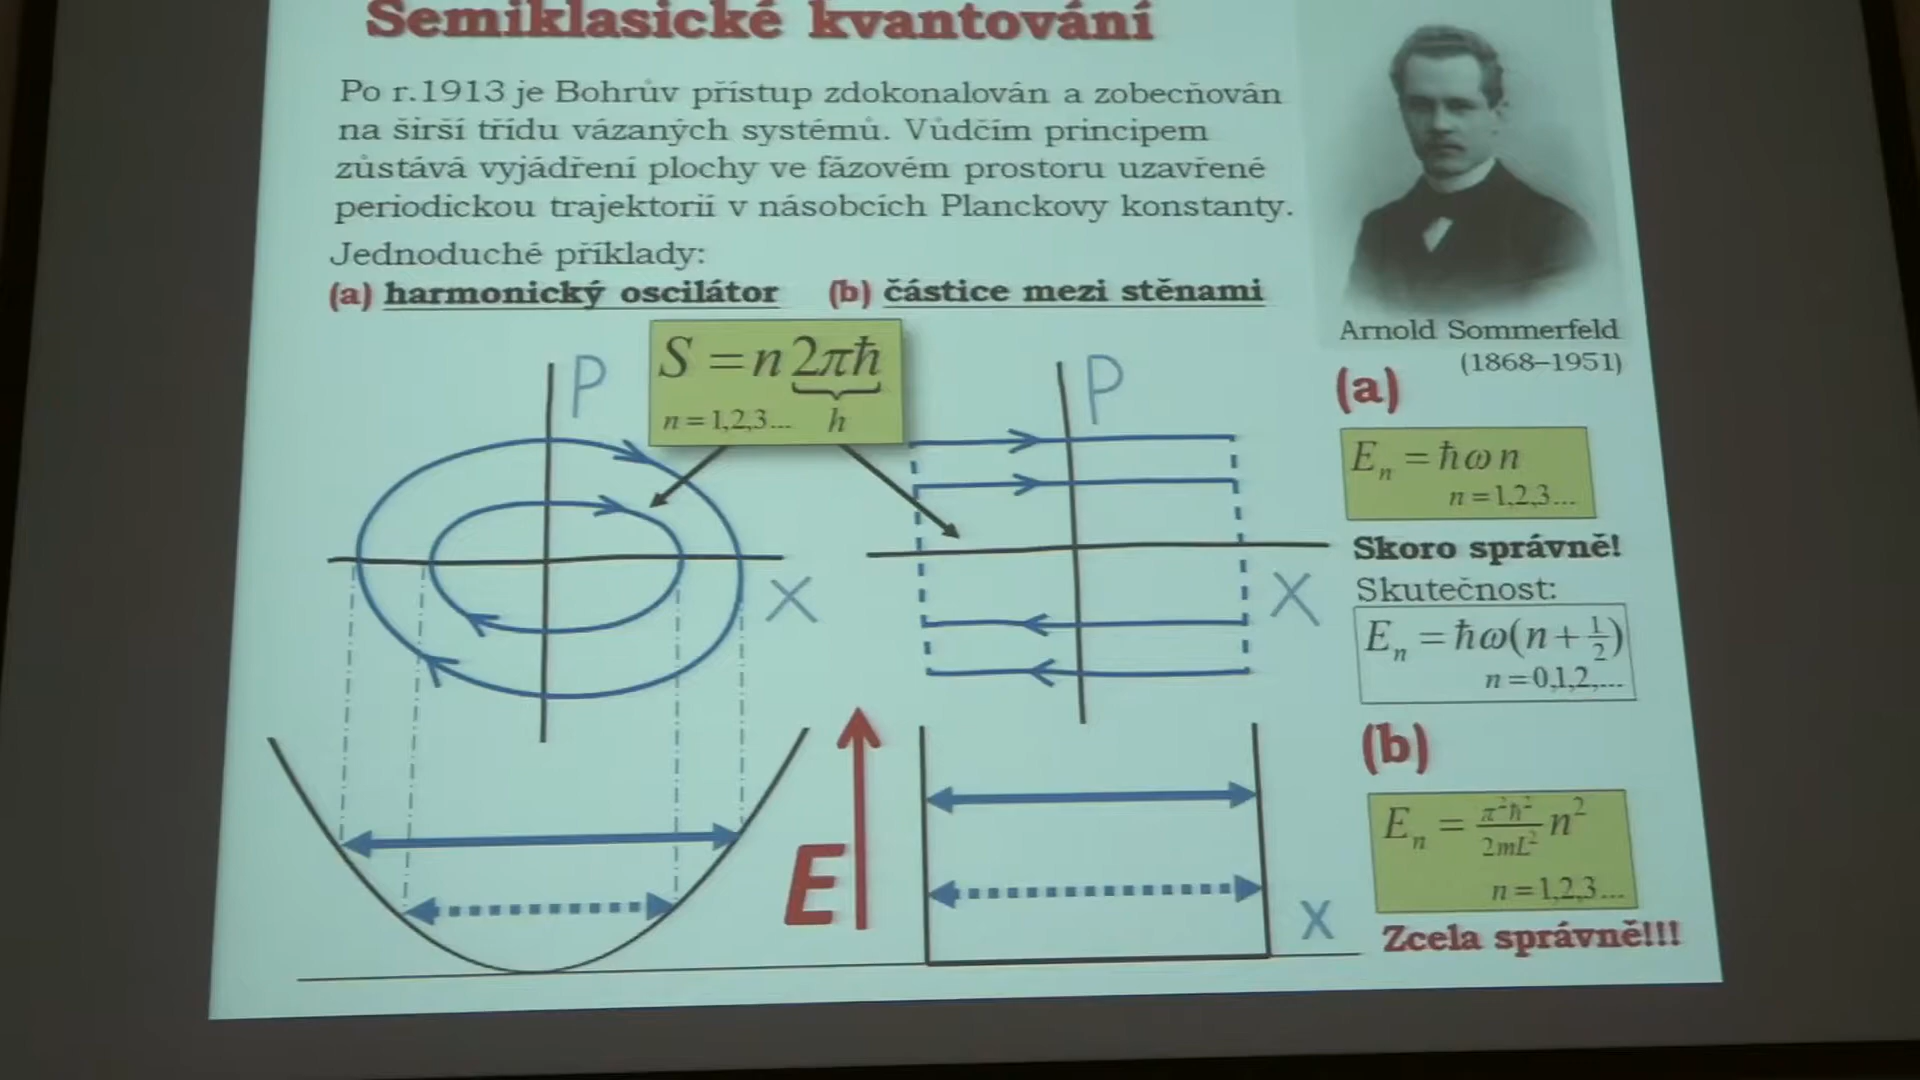 Semiklasické kvantování
Po r.1913 je Bohrův přístup zdokonalován a zobecňován
na širší třídu vázaných systémů. Vůdčím principem
zůstává vyjádření plochy ve fázovém prostoru uzavřené
periodickou trajektorií v násobcích Planckovy konstanty.
Jednoduché příklady:
(a) harmonický oscilátor (b) částice mezi stěnami
Arnold Sommerfeld
(1868–1951)
S = n 2πħ
n = 1,2,3... h
P
X
P
X
E
X
(a)
Eₙ = ħω n
n = 1,2,3...
Skoro správně!
Skutečnost:
Eₙ = ħω(n + ½)
n = 0,1,2,...
(b)
Eₙ = π²ħ²/2mL² n²
n = 1,2,3...
Zcela správně!!!